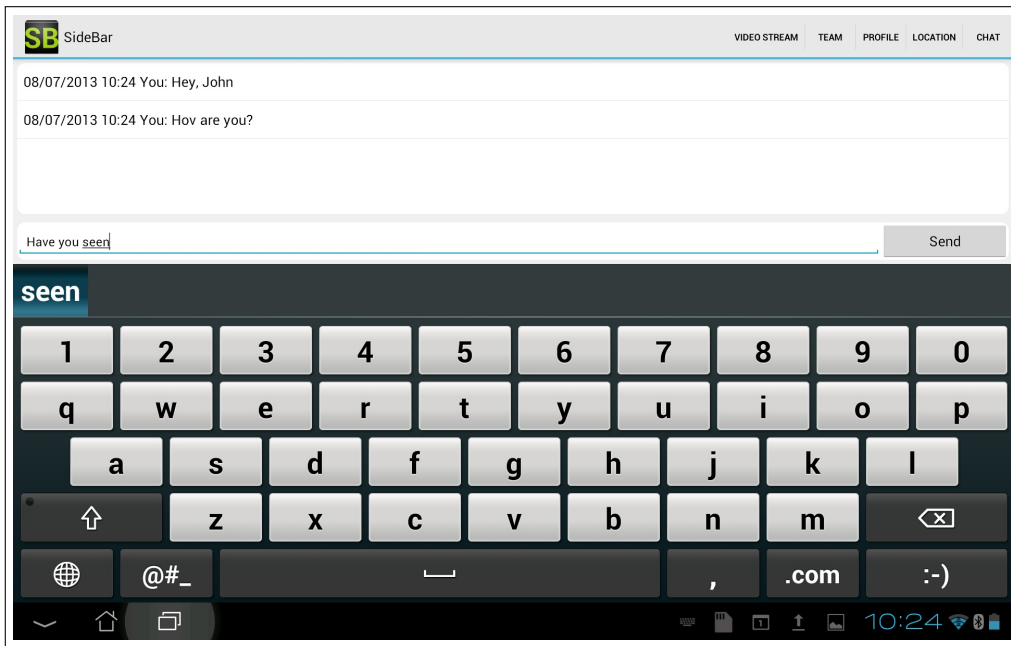 SB SideBar VIDEO STREAM TEAM PROFILE LOCATION CHAT
08/07/2013 10:24 You: Hey, John
08/07/2013 10:24 You: Hov are you?
Have you seen Send
seen
1 2 3 4 5 6 7 8 9 0
q w e r t y u i o p
a s d f g h j k l
z x c v b n m
@#_ , .com :-)
1 10:24